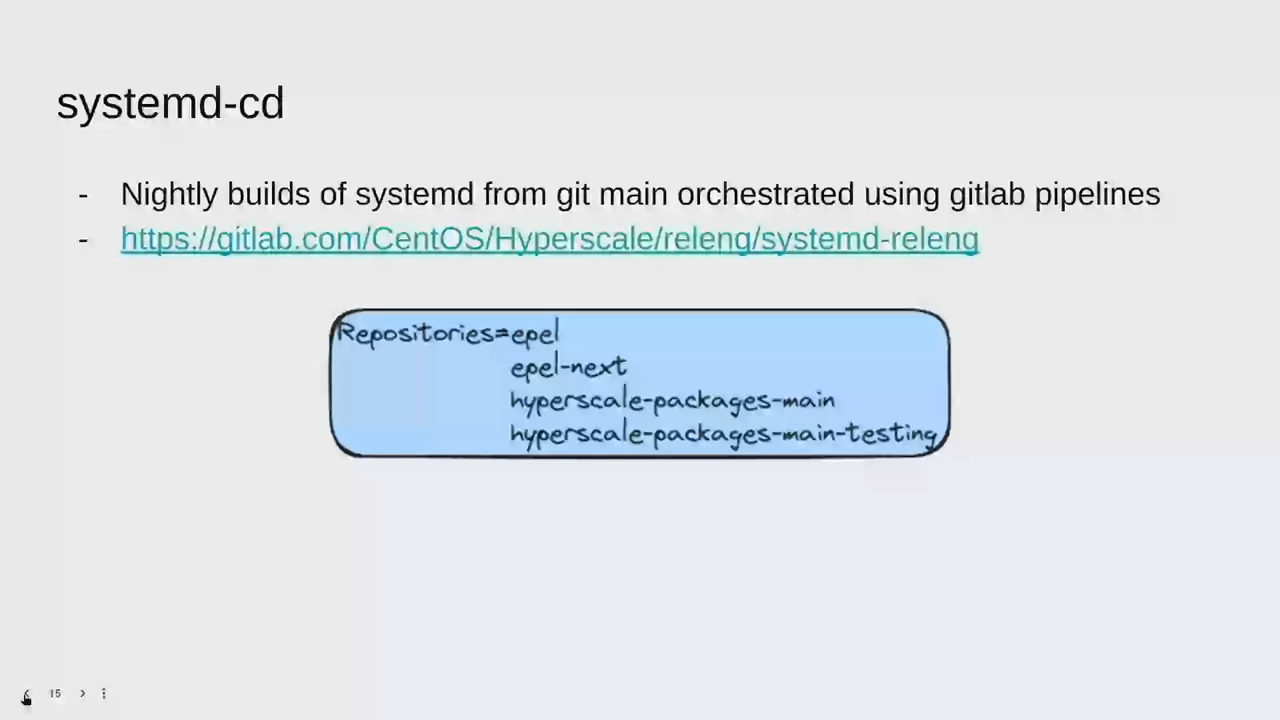 systemd-cd
- Nightly builds of systemd from git main orchestrated using gitlab pipelines
- https://gitlab.com/CentOS/Hyperscale/releng/systemd-releng
Repositories=epel
epel-next
hyperscale-packages-main
hyperscale-packages-main-testing
15